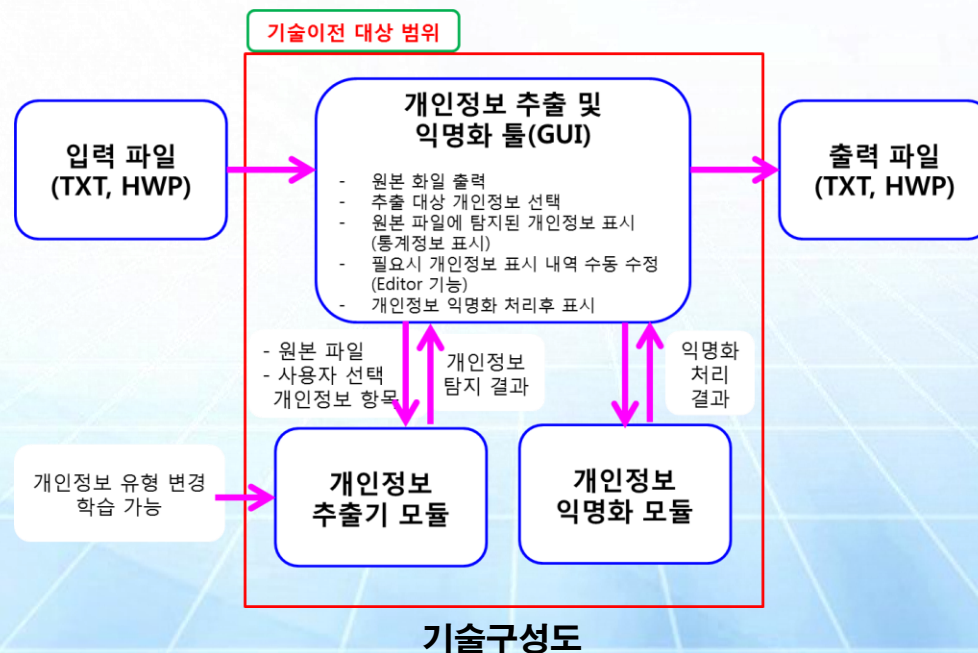 기술이전 대상 범위
입력 파일
(TXT, HWP)
개인정보 추출 및
익명화 툴(GUI)
- 원본 화일 출력
- 추출 대상 개인정보 선택
- 원본 파일에 탐지된 개인정보 표시
(통계정보 표시)
- 필요시 개인정보 표시 내역 수동 수정
(Editor 기능)
- 개인정보 익명화 처리후 표시
출력 파일
(TXT, HWP)
- 원본 파일
- 사용자 선택
개인정보 항목
개인정보
탐지 결과
익명화
처리
결과
개인정보 유형 변경
학습 가능
개인정보
추출기 모듈
개인정보
익명화 모듈
기술구성도